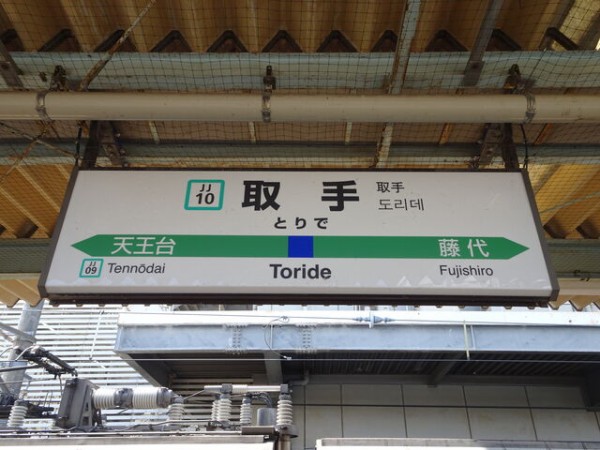 JJ
10
取手
とりで
取手
도리데
天王台
藤代
JJ
09
Tennōdai
Toride
Fujishiro